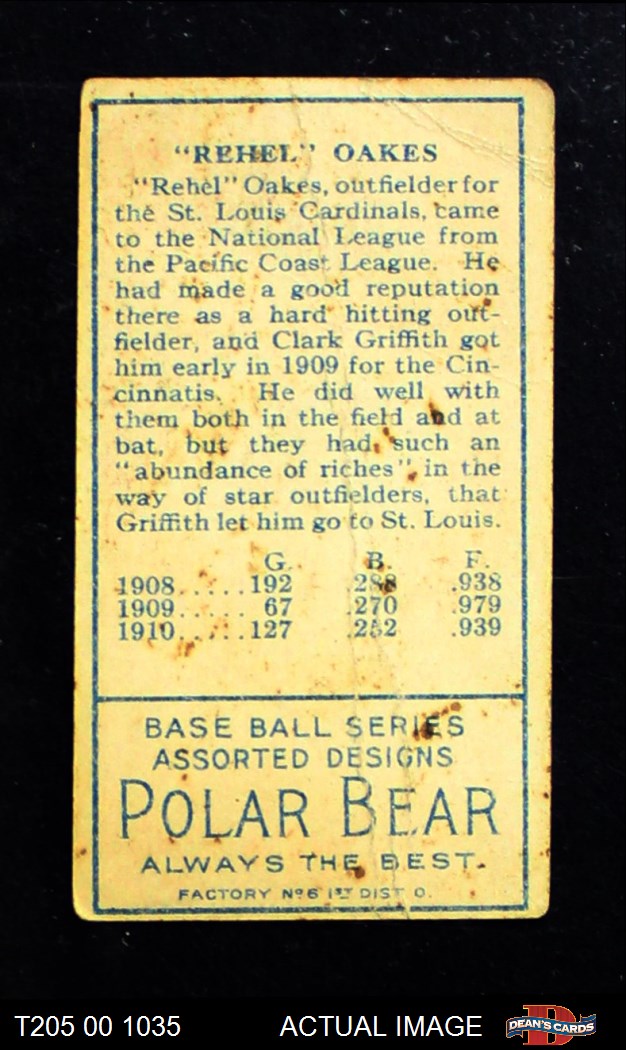 "REHEL" OAKES
"Rehel" Oakes, outfielder for
the St. Louis Cardinals, came
to the National League from
the Pacific Coast League. He
had made a good reputation
there as a hard hitting out-
fielder, and Clark Griffith got
him early in 1909 for the Cin-
cinnatis. He did well with
them both in the field and at
bat, but they had such an
"abundance of riches" in the
way of star outfielders, that
Griffith let him go to St. Louis.
G. B. F.
1908.....192 .288 .938
1909.....67 .270 .979
1910.....127 .252 .939
BASE BALL SERIES
ASSORTED DESIGNS
POLAR BEAR
ALWAYS THE BEST.
FACTORY Nº 6 1ST DIST O.
T205 00 1035 ACTUAL IMAGE DEAN'S CARDS